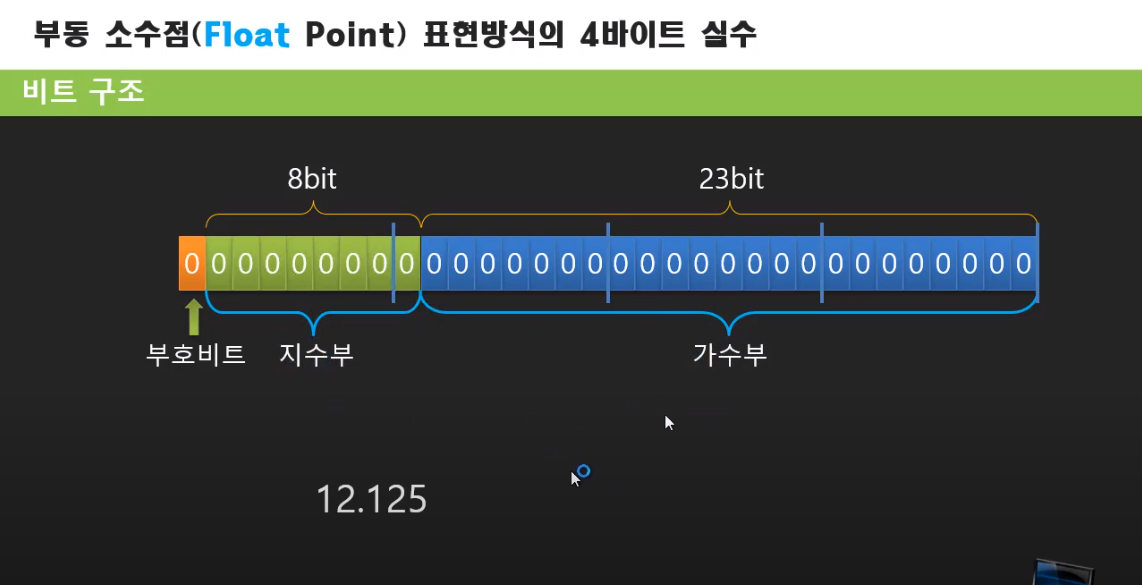 부동 소수점(Float Point) 표현방식의 4바이트 실수
비트 구조
8bit 23bit
0 0 0 0 0 0 0 0 0 0 0 0 0 0 0 0 0 0 0 0 0 0 0 0 0 0 0 0 0 0 0 0
부호비트 지수부 가수부
12.125